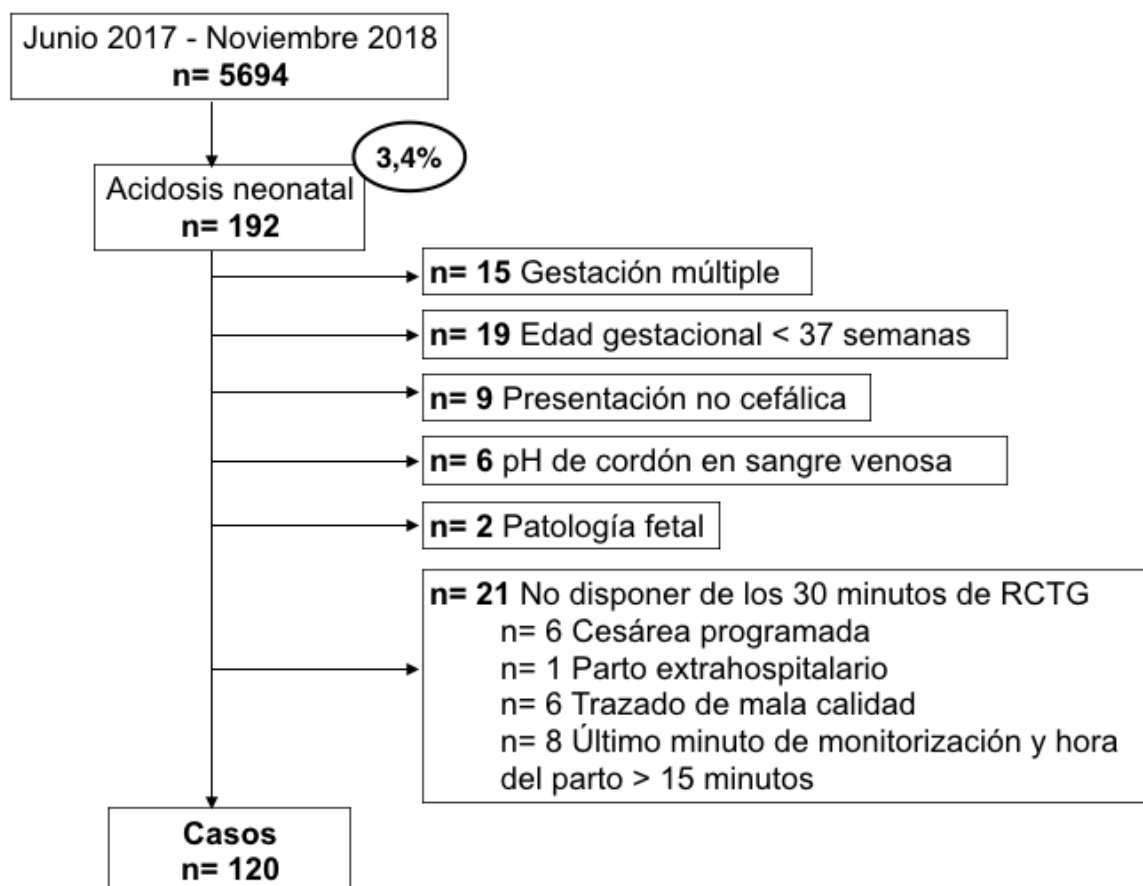 Junio 2017 - Noviembre 2018
n= 5694
3,4%
Acidosis neonatal
n= 192
n= 15 Gestación múltiple
n= 19 Edad gestacional < 37 semanas
n= 9 Presentación no cefálica
n= 6 pH de cordón en sangre venosa
n= 2 Patología fetal
n= 21 No disponer de los 30 minutos de RCTG
n= 6 Cesárea programada
n= 1 Parto extrahospitalario
n= 6 Trazado de mala calidad
n= 8 Último minuto de monitorización y hora
del parto > 15 minutos
Casos
n= 120